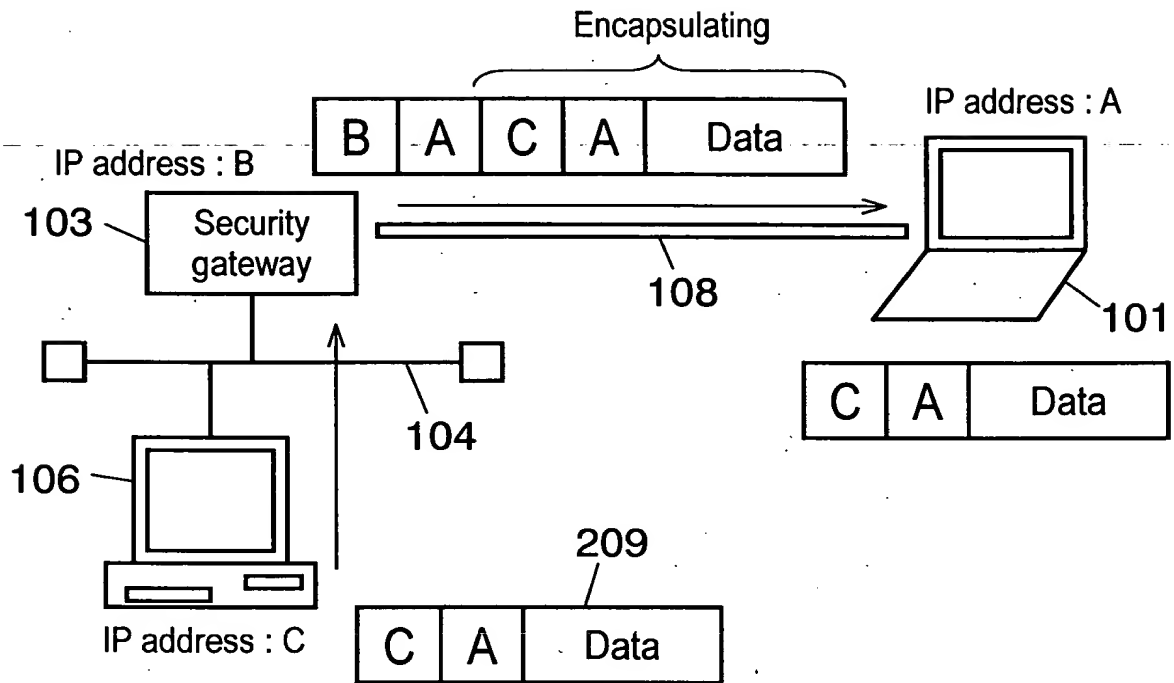 Encapsulating
IP address : A
B A C A Data
IP address : B
103
Security
gateway
108
101
C A Data
104
106
209
C A Data
IP address : C